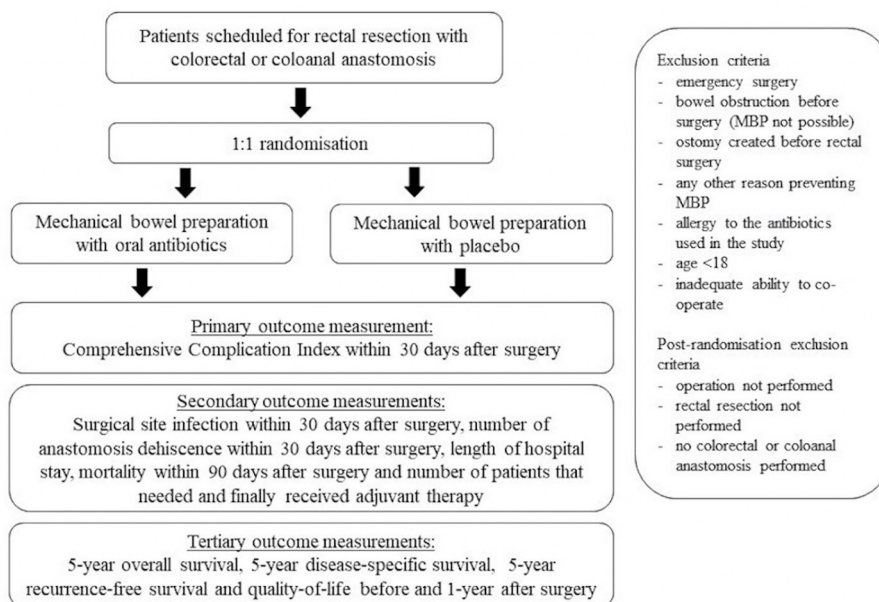 Patients scheduled for rectal resection with
colorectal or coloanal anastomosis
1:1 randomisation
Mechanical bowel preparation
with oral antibiotics
Mechanical bowel preparation
with placebo
Primary outcome measurement:
Comprehensive Complication Index within 30 days after surgery
Secondary outcome measurements:
Surgical site infection within 30 days after surgery, number of
anastomosis dehiscence within 30 days after surgery, length of hospital
stay, mortality within 90 days after surgery and number of patients that
needed and finally received adjuvant therapy
Tertiary outcome measurements:
5-year overall survival, 5-year disease-specific survival, 5-year
recurrence-free survival and quality-of-life before and 1-year after surgery
Exclusion criteria
- emergency surgery
- bowel obstruction before
surgery (MBP not possible)
- ostomy created before rectal
surgery
- any other reason preventing
MBP
- allergy to the antibiotics
used in the study
- age <18
- inadequate ability to co-
operate
Post-randomisation exclusion
criteria
- operation not performed
- rectal resection not
performed
- no colorectal or coloanal
anastomosis performed